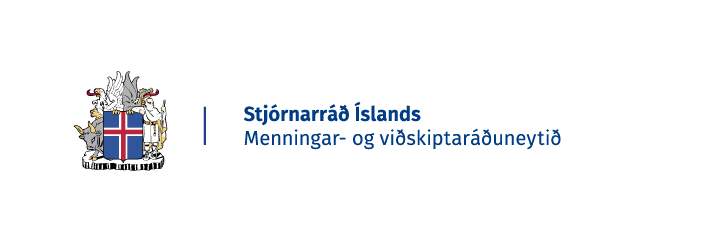 Stjórnarráð Íslands
Menningar- og viðskiptaráðuneytið